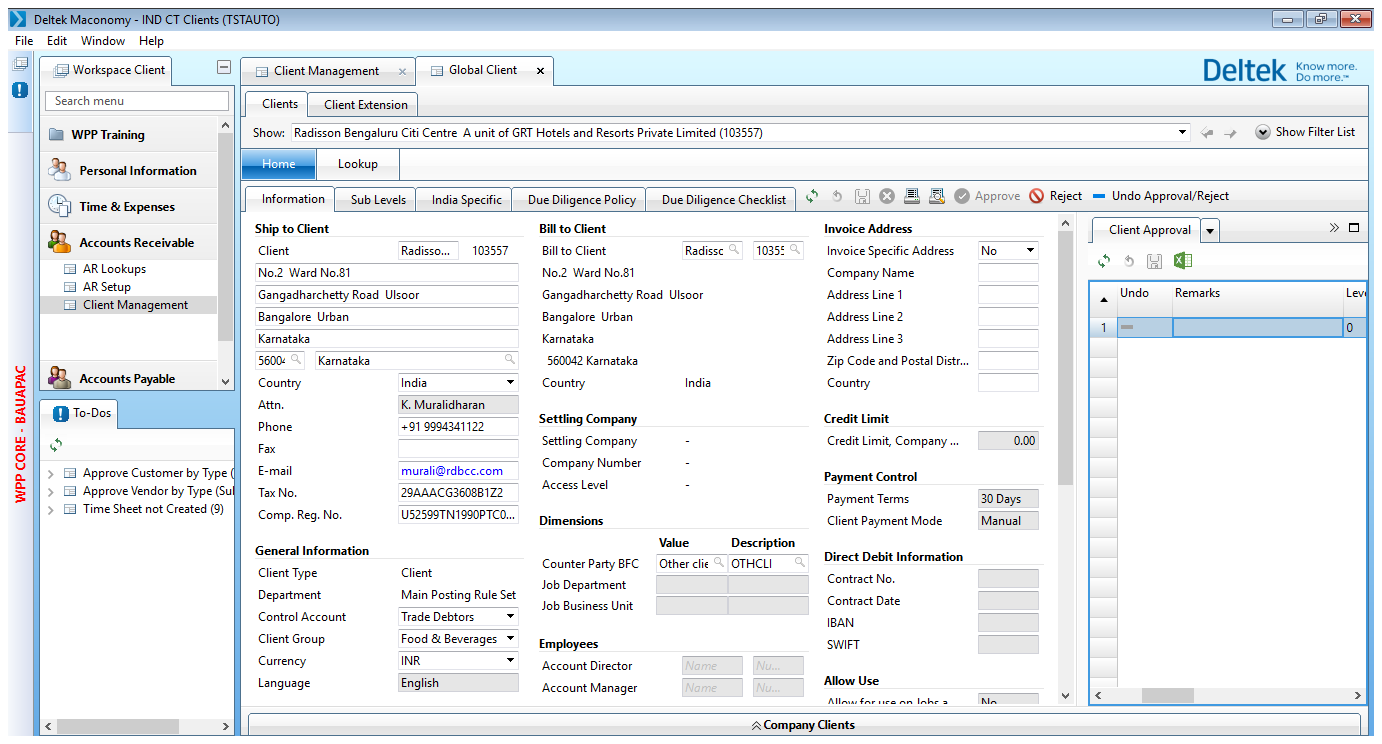 Deltek Maconomy - IND CT Clients (TSTAUTO)
File Edit Window Help
WPP CORE - BAUAPAC
Workspace Client
Search menu
WPP Training
Personal Information
Time & Expenses
Accounts Receivable
AR Lookups
AR Setup
Client Management
Accounts Payable
To-Dos
Approve Customer by Type (
Approve Vendor by Type (Sul
Time Sheet not Created (9)
Client Management
Global Client
Deltek Know more. Do more.™
Clients Client Extension
Show: Radisson Bengaluru Citi Centre A unit of GRT Hotels and Resorts Private Limited (103557)
Show Filter List
Home Lookup
Information Sub Levels India Specific Due Diligence Policy Due Diligence Checklist
Approve Reject Undo Approval/Reject
Ship to Client
Client Radisso... 103557
No.2 Ward No.81
Gangadharchetty Road Ulsoor
Bangalore Urban
Karnataka
5600 Karnataka
Country India
Attn. K. Muralidharan
Phone +91 9994341122
Fax
E-mail murali@rdbcc.com
Tax No. 29AAACG3608B1Z2
Comp. Reg. No. U52599TN1990PTC0...
General Information
Client Type Client
Department Main Posting Rule Set
Control Account Trade Debtors
Client Group Food & Beverages
Currency INR
Language English
Bill to Client
Bill to Client Radissc 1035
No.2 Ward No.81
Gangadharchetty Road Ulsoor
Bangalore Urban
Karnataka
560042 Karnataka
Country India
Settling Company
Settling Company -
Company Number -
Access Level -
Dimensions
Value Description
Counter Party BFC Other clie OTHCLI
Job Department
Job Business Unit
Employees
Account Director Name Nu...
Account Manager Name Nu...
Invoice Address
Invoice Specific Address No
Company Name
Address Line 1
Address Line 2
Address Line 3
Zip Code and Postal Distr...
Country
Credit Limit
Credit Limit, Company ... 0.00
Payment Control
Payment Terms 30 Days
Client Payment Mode Manual
Direct Debit Information
Contract No.
Contract Date
IBAN
SWIFT
Allow Use
Allow for use on Jobs a No
Client Approval
Undo Remarks Leve
1 0
Company Clients